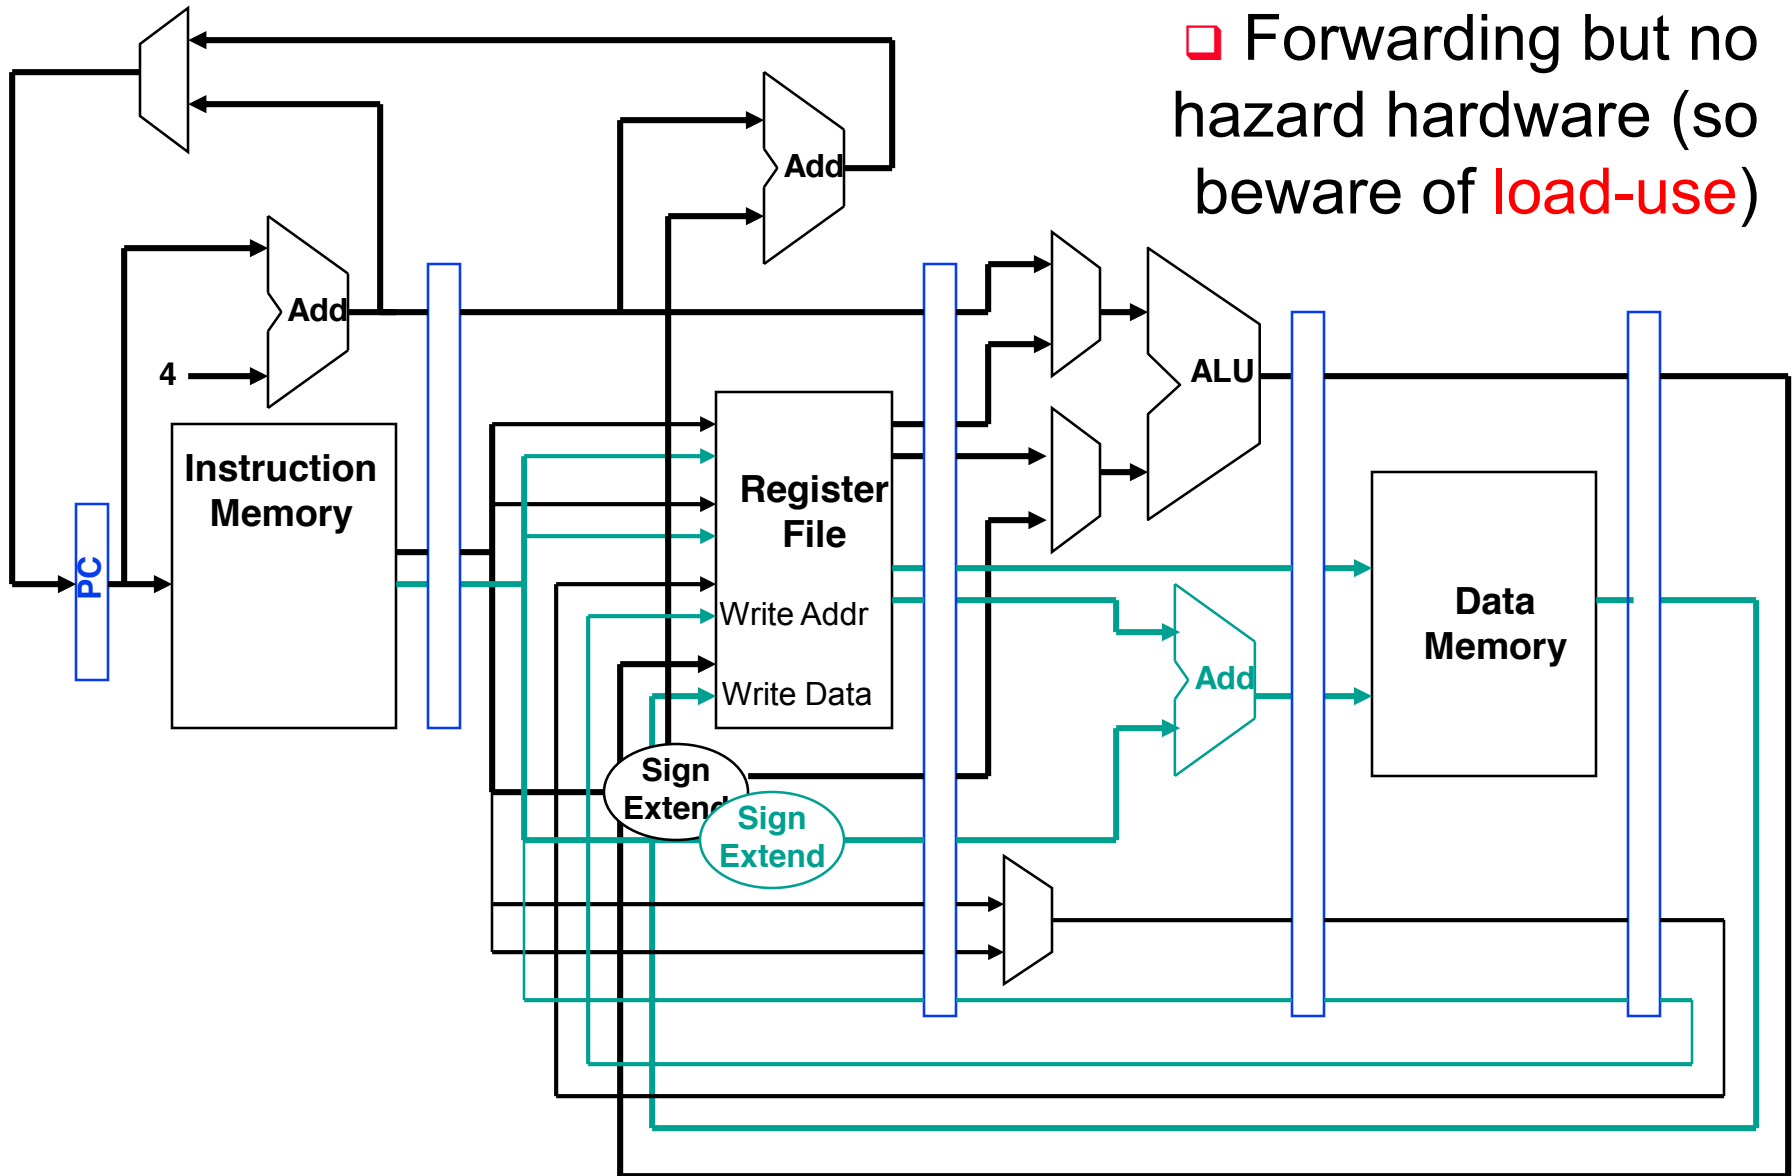 Forwarding but no
hazard hardware (so
beware of load-use)
Add
Add
4
ALU
Instruction
Memory
PC
Register
File
Write Addr
Write Data
Data
Memory
Add
Sign
Extend
Sign
Extend